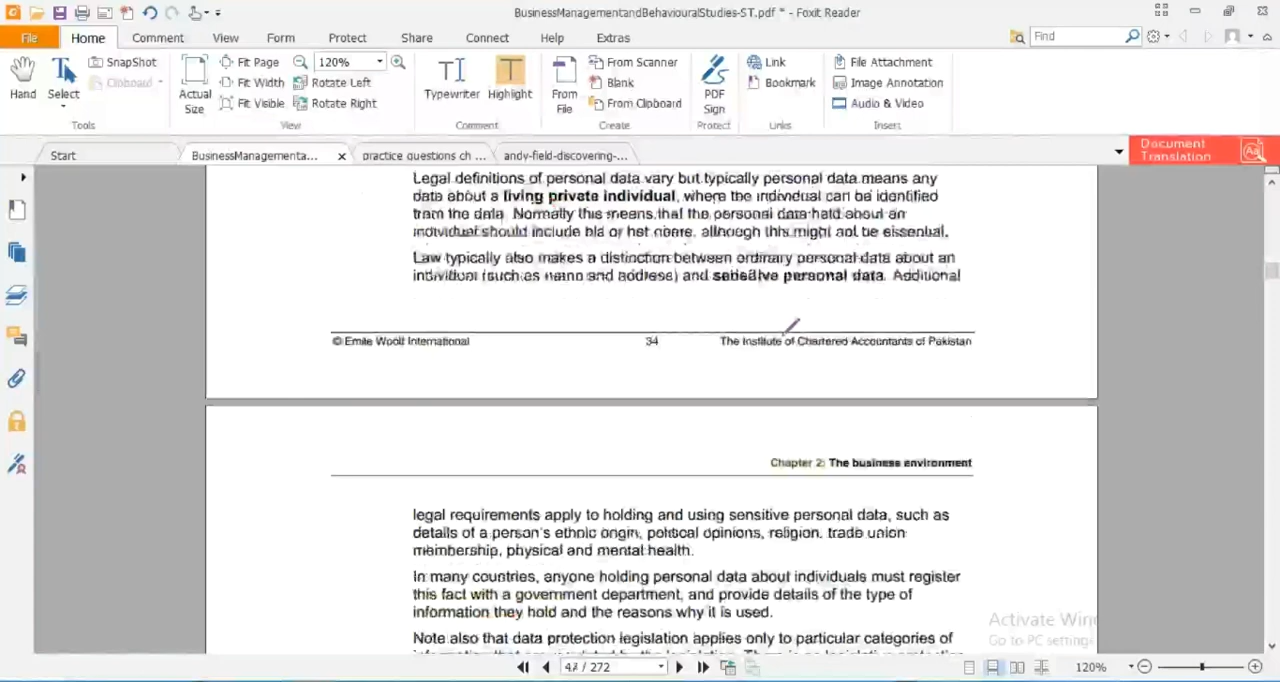 BusinessManagementandBehaviouralStudies-ST.pdf * - Foxit Reader
File Home Comment View Form Protect Share Connect Help Extras Find
Hand Select SnapShot Clipboard Actual Size Fit Page Fit Width Fit Visible 120% Rotate Left Rotate Right Typewriter Highlight From File From Scanner Blank From Clipboard PDF Sign Link Bookmark File Attachment Image Annotation Audio & Video
Tools View Comment Create Protect Links Insert
Start BusinessManagementa... x practice questions ch ... andy-field-discovering-... Document Translation
Legal definitions of personal data vary but typically personal data means any
data about a living private individual, where the individual can be identified
from the data. Normally this means that the personal data held about an
individual should include his or her name, although this might not be essential.
Law typically also makes a distinction between ordinary personal data about an
individual (such as name and address) and sensitive personal data. Additional
© Emile Woolf International 34 The Institute of Chartered Accountants of Pakistan
Chapter 2: The business environment
legal requirements apply to holding and using sensitive personal data, such as
details of a person's ethnic origin, political opinions, religion, trade union
membership, physical and mental health.
In many countries, anyone holding personal data about individuals must register
this fact with a government department, and provide details of the type of
information they hold and the reasons why it is used.
Note also that data protection legislation applies only to particular categories of
Activate Win
Go to PC settings
/ 272 120%